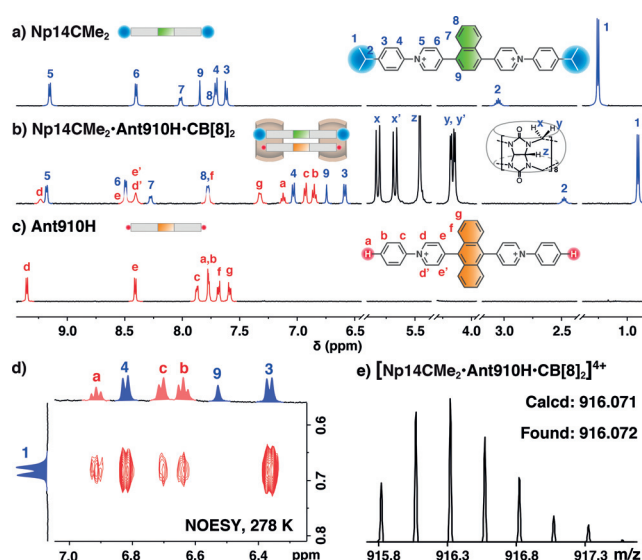 a) Np14CMe₂
1 2 3 4 5 6 7 8 9
N⁺ N⁺
5 6 7 9 8 4 3 2 1
b) Np14CMe₂•Ant910H•CB[8]₂
x x' z y, y'
x y z H H H O N N N N O 8
d 5 6 e e' d' 7 8,f g a 4 c b 9 3 2 1
c) Ant910H
H a b c d d' e e' f g H
N⁺ N⁺
d e c a,b f g
9.0 8.5 8.0 7.5 7.0 6.5 5.5 4.0 3.0 2.5 1.0
δ (ppm)
d)
a 4 c b 9 3
1
0.6
0.7
0.8
NOESY, 278 K
7.0 6.8 6.6 6.4 ppm
e) [Np14CMe₂•Ant910H•CB[8]₂]⁴⁺
Calcd: 916.071
Found: 916.072
915.8 916.3 916.8 917.3 m/z